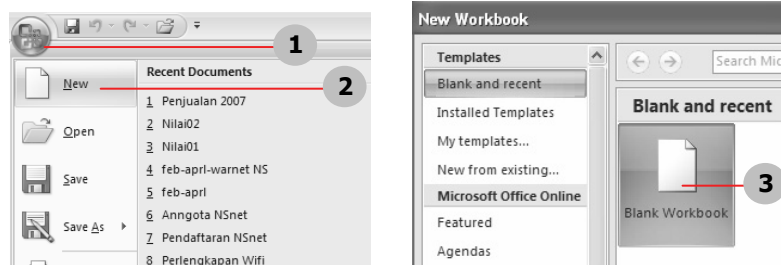 1
New
2
Open
Save
Save As
Recent Documents
1 Penjualan 2007
2 Nilai02
3 Nilai01
4 feb-aprl-warnet NS
5 feb-aprl
6 Anngota NSnet
7 Pendaftaran NSnet
8 Perlengkapan Wifi
New Workbook
Templates
Blank and recent
Installed Templates
My templates...
New from existing...
Microsoft Office Online
Featured
Agendas
Search Mic
Blank and recent
Blank Workbook
3